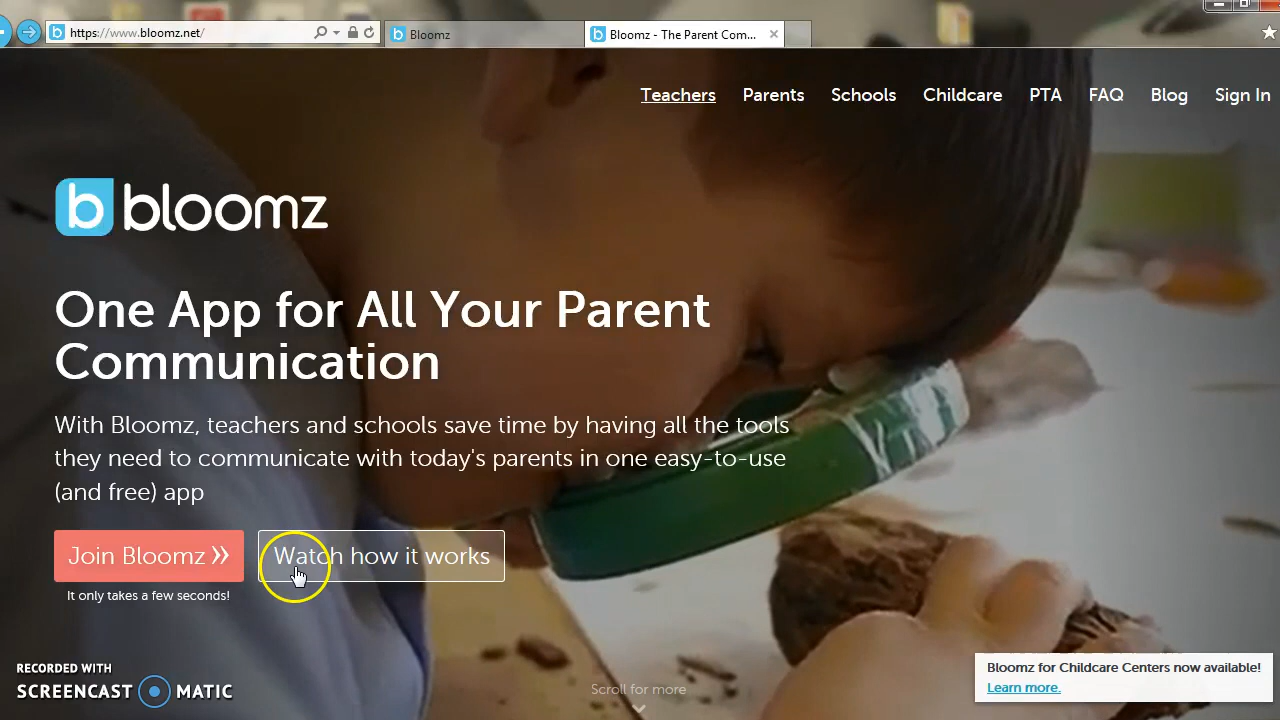 https://www.bloomz.net/
Bloomz
Bloomz - The Parent Com...
Teachers Parents Schools Childcare PTA FAQ Blog Sign In
b bloomz
One App for All Your Parent
Communication
With Bloomz, teachers and schools save time by having all the tools
they need to communicate with today's parents in one easy-to-use
(and free) app
Join Bloomz »
Watch how it works
It only takes a few seconds!
RECORDED WITH
SCREENCAST MATIC
Scroll for more
Bloomz for Childcare Centers now available!
Learn more.